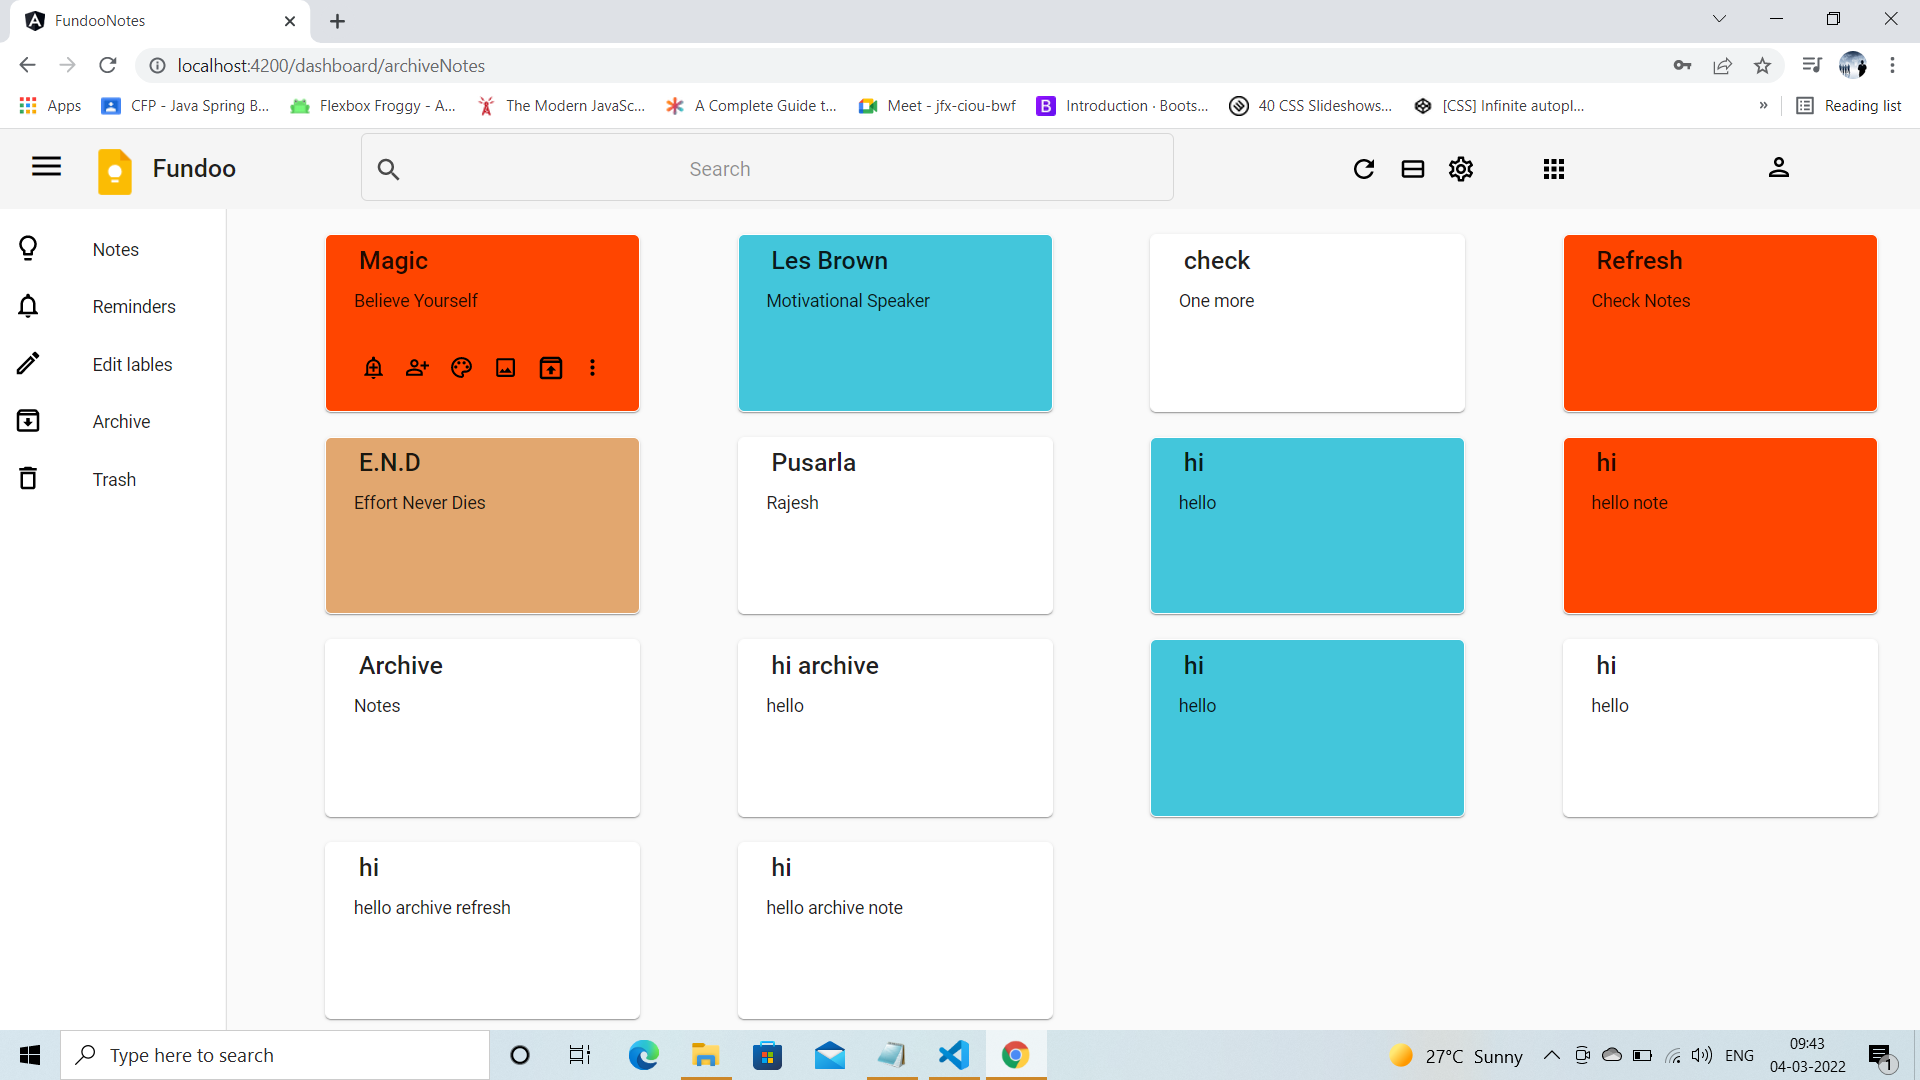 FundooNotes
localhost:4200/dashboard/archiveNotes
Apps
CFP - Java Spring B...
Flexbox Froggy - A...
The Modern JavaSc...
A Complete Guide t...
Meet - jfx-ciou-bwf
B
Introduction · Boots...
40 CSS Slideshows...
[CSS] Infinite autopl...
»
Reading list
Fundoo
Search
Notes
Reminders
Edit lables
Archive
Trash
Magic
Believe Yourself
Les Brown
Motivational Speaker
check
One more
Refresh
Check Notes
E.N.D
Effort Never Dies
Pusarla
Rajesh
hi
hello
hi
hello note
Archive
Notes
hi archive
hello
hi
hello
hi
hello
hi
hello archive refresh
hi
hello archive note
Type here to search
27°C Sunny
ENG
09:43
04-03-2022
1